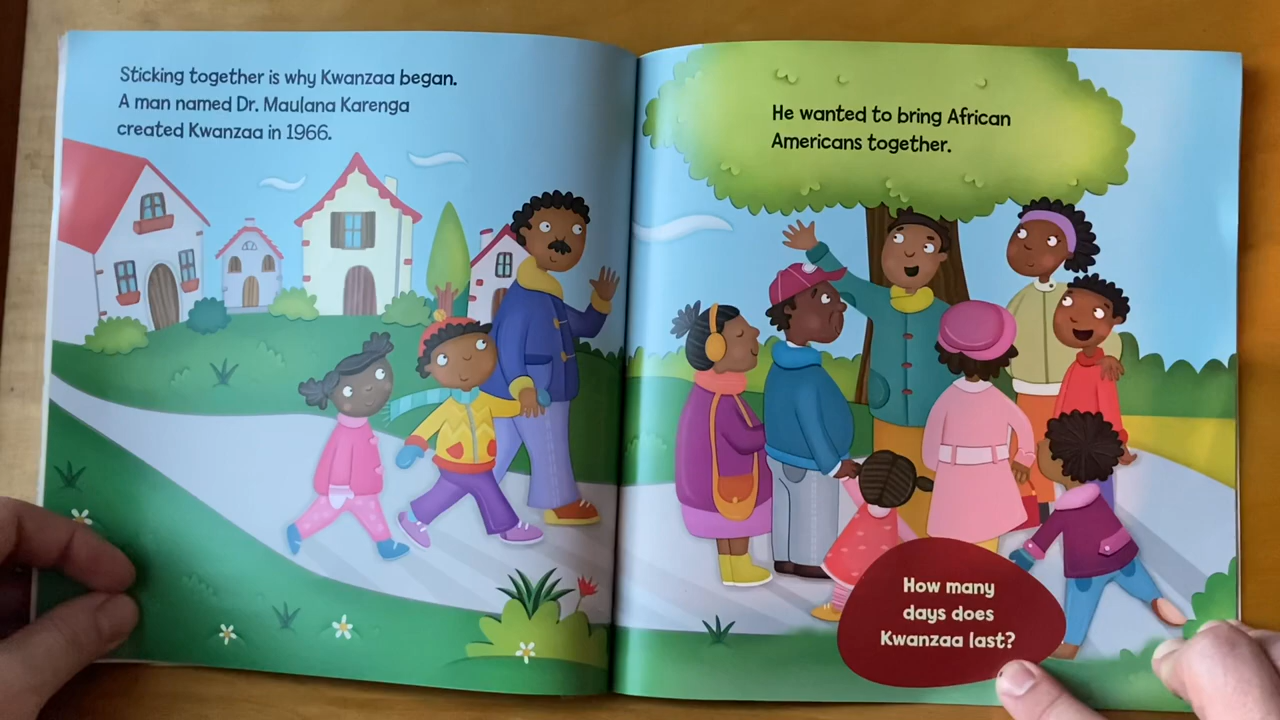 Sticking together is why Kwanzaa began.
A man named Dr. Maulana Karenga
created Kwanzaa in 1966.
He wanted to bring African
Americans together.
How many
days does
Kwanzaa last?